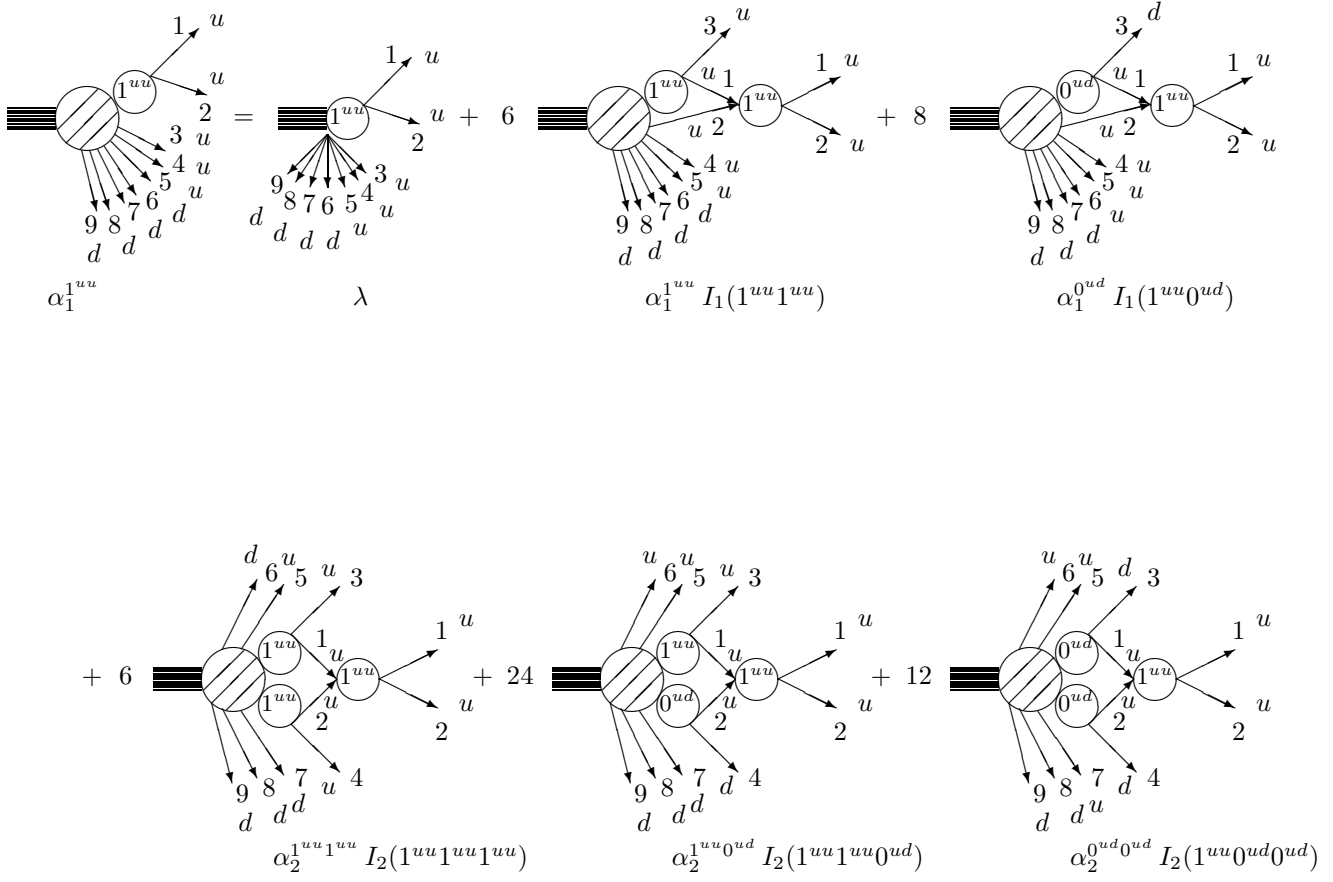 1 u 1^{uu} u 2 3 u 4 u 5 u 6 d 7 d 8 d 9 d
=
1 u 1^{uu} u 2 3 u 4 u 5 u 6 d 7 d 8 d 9 d
+ 6
3 u 1^{uu} u 1 u 2 1^{uu} 1 u 2 u 4 u 5 u 6 d 7 d 8 d 9 d
+ 8
3 d 0^{ud} u 1 u 2 1^{uu} 1 u 2 u 4 u 5 u 6 u 7 d 8 d 9 d
α_1^{1^{uu}} λ α_1^{1^{uu}} I_1(1^{uu}1^{uu}) α_1^{0^{ud}} I_1(1^{uu}0^{ud})
+ 6
d 6 u 5 u 3 1^{uu} 1 u 1^{uu} u 2 1^{uu} 1 u 2 u 9 d 8 d 7 d u 4
+ 24
u 6 u 5 u 3 1^{uu} 1 u 0^{ud} u 2 1^{uu} 1 u 2 u 9 d 8 d 7 d d 4
+ 12
u 6 u 5 d 3 0^{ud} 1 u 0^{ud} u 2 1^{uu} 1 u 2 u 9 d 8 d 7 u d 4
α_2^{1^{uu}1^{uu}} I_2(1^{uu}1^{uu}1^{uu}) α_2^{1^{uu}0^{ud}} I_2(1^{uu}1^{uu}0^{ud}) α_2^{0^{ud}0^{ud}} I_2(1^{uu}0^{ud}0^{ud})